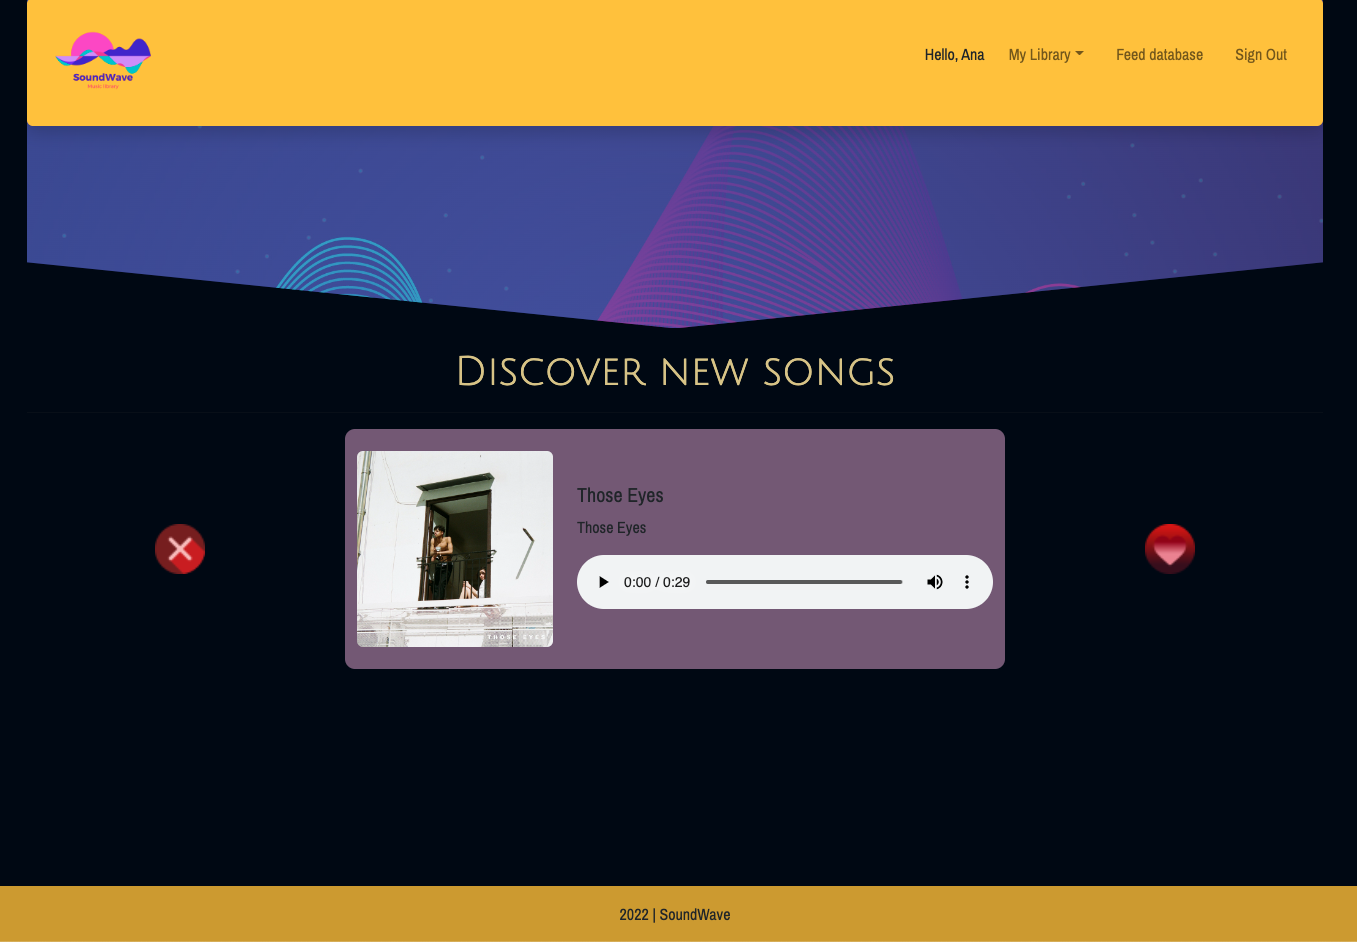 SoundWave
Music library
Hello, Ana
My Library
Feed database
Sign Out
Discover new songs
Those Eyes
Those Eyes
THOSE EYES
0:00 / 0:29
2022 | SoundWave